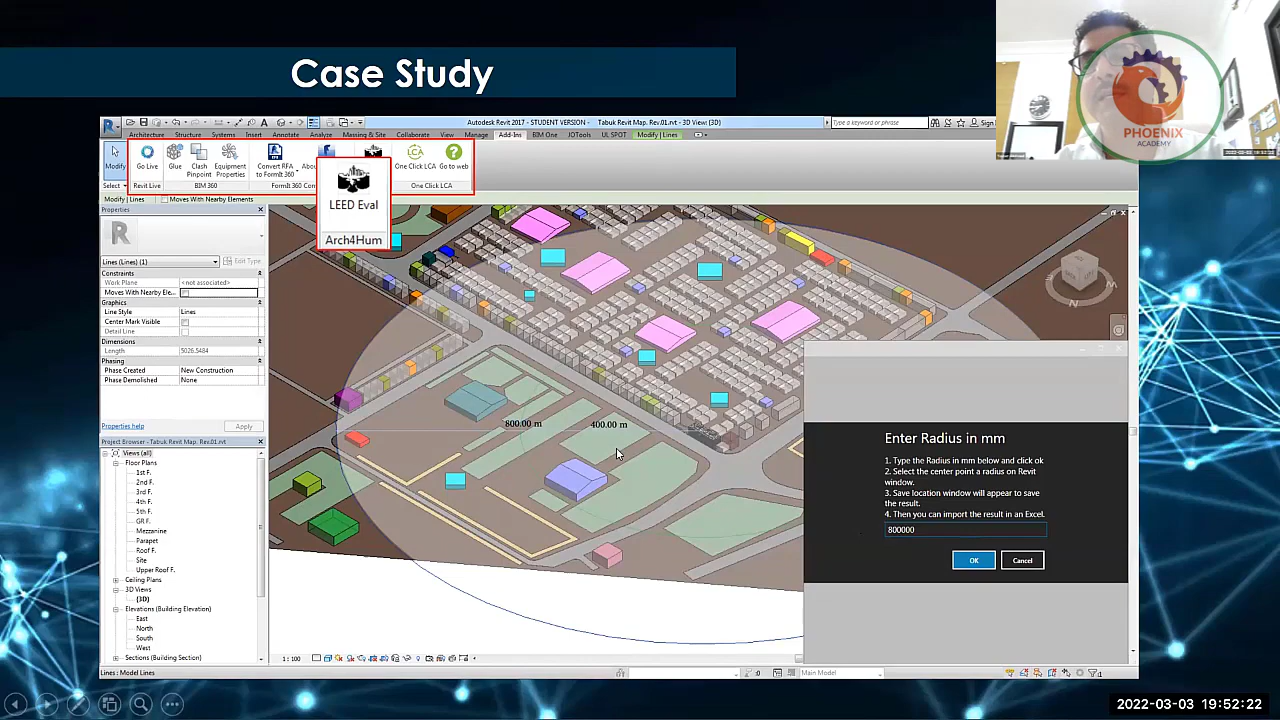 Case Study
PHOENIX
ACADEMY
Autodesk Revit 2017 - STUDENT VERSION - Tabuk Revit Map. Rev.01.rvt - 3D View: {3D}
Type a keyword or phrase
Sign
Architecture Structure Systems Insert Annotate Analyze Massing & Site Collaborate View Manage Add-Ins BIM One JOTools UL SPOT Modify | Lines
Modify
Go Live
Glue
Clash Pinpoint
Equipment Properties
Convert RFA to FormIt 360
One Click LCA
Go to web
Select
Revit Live
BIM 360
One Click LCA
LEED Eval
Arch4Hum
Modify | Lines
Moves With Nearby Elements
Properties
Lines (Lines) (1)
Edit Type
Constraints
Work Plane <not associated>
Moves With Nearby Ele...
Graphics
Line Style Lines
Center Mark Visible
Detail Line
Dimensions
Length 5026.5484
Phasing
Phase Created New Construction
Phase Demolished None
Properties help
Apply
Project Browser - Tabuk Revit Map. Rev.01.rvt
Views (all)
Floor Plans
1st F.
2nd F.
3rd F.
4th F.
5th F.
GR F.
Mezzanine
Parapet
Roof F.
Site
Upper Roof F.
Ceiling Plans
3D Views
{3D}
Elevations (Building Elevation)
East
North
South
West
Sections (Building Section)
800.00 m
400.00 m
N
Enter Radius in mm
1. Type the Radius in mm below and click ok
2. Select the center point a radius on Revit
window.
3. Save location window will appear to save
the result.
4. Then you can import the result in an Excel.
800000
OK
Cancel
1 : 100
Lines : Model Lines
:0
Main Model
:1
2022-03-03 19:52:22